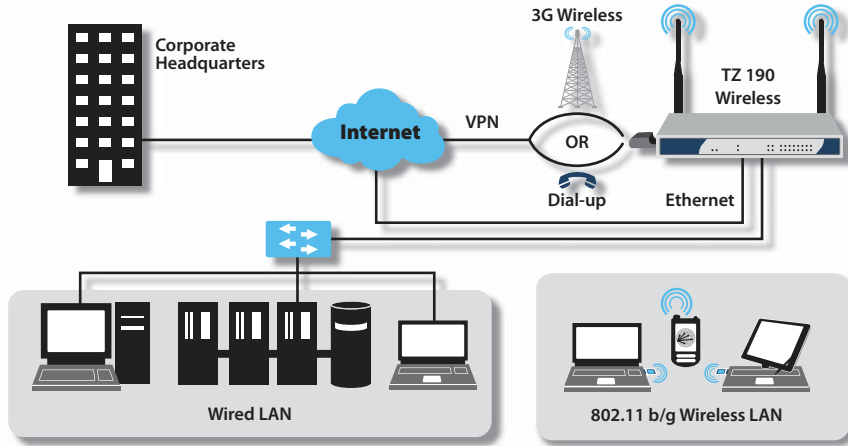 3G Wireless
Corporate
Headquarters
TZ 190
Wireless
Internet
VPN
OR
Dial-up
Ethernet
Wired LAN
802.11 b/g Wireless LAN